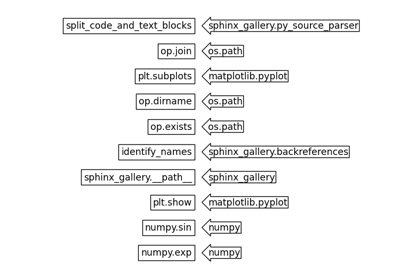 split_code_and_text_blocks sphinx_gallery.py_source_parser
op.join os.path
plt.subplots matplotlib.pyplot
op.dirname os.path
op.exists os.path
identify_names sphinx_gallery.backreferences
sphinx_gallery.__path__ sphinx_gallery
plt.show matplotlib.pyplot
numpy.sin numpy
numpy.exp numpy